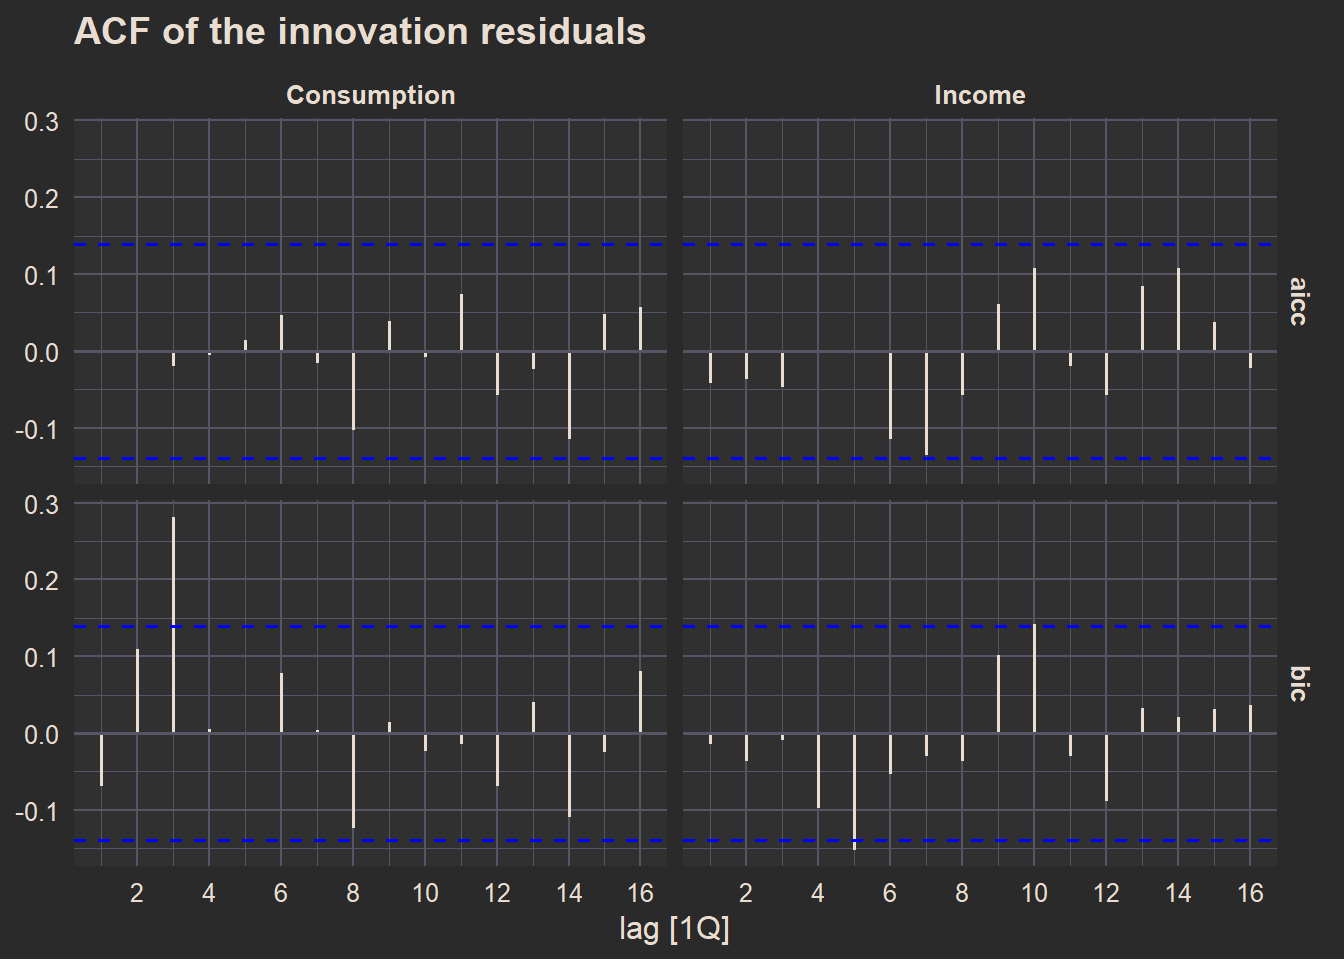 ACF of the innovation residuals
Consumption Income
0.3
0.2
0.1
0.0
-0.1
aicc
0.3
0.2
0.1
0.0
-0.1
bic
2 4 6 8 10 12 14 16 2 4 6 8 10 12 14 16
lag [1Q]